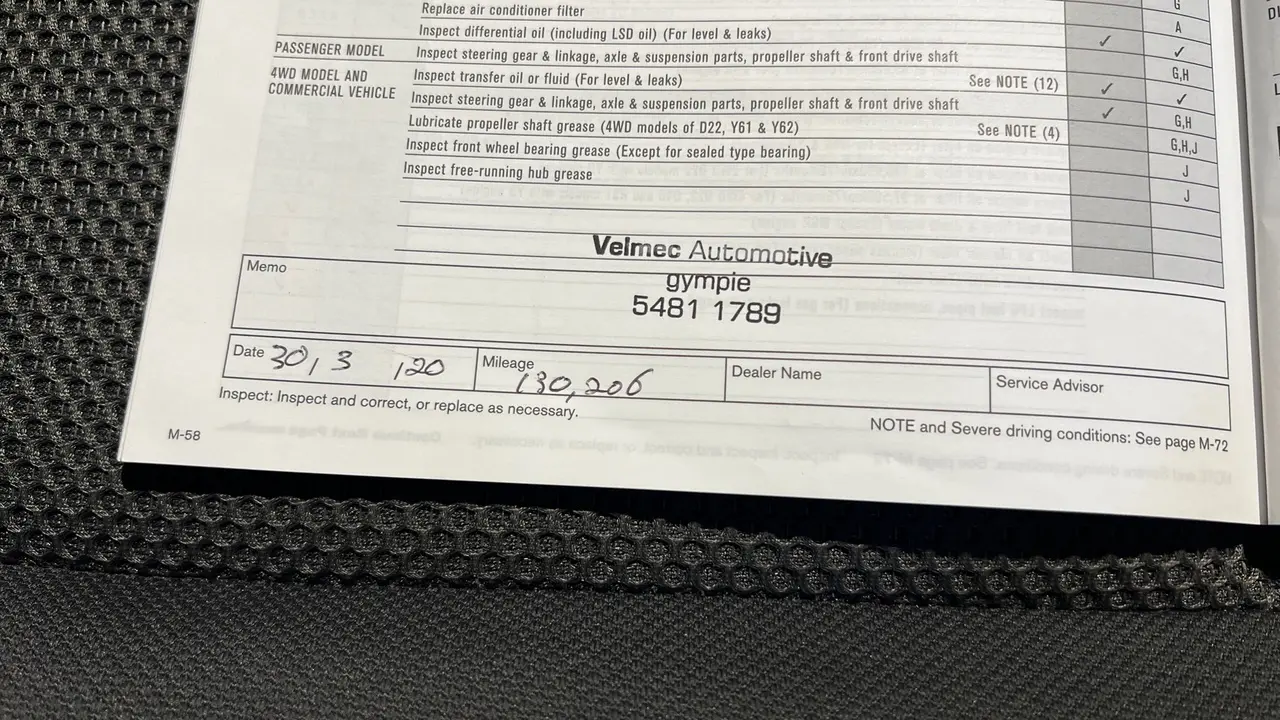 G
Replace air conditioner filter
A
Inspect differential oil (including LSD oil) (For level & leaks) ✓ ✓
PASSENGER MODEL Inspect steering gear & linkage, axle & suspension parts, propeller shaft & front drive shaft G,H
4WD MODEL AND COMMERCIAL VEHICLE Inspect transfer oil or fluid (For level & leaks) See NOTE (12) ✓ ✓
Inspect steering gear & linkage, axle & suspension parts, propeller shaft & front drive shaft ✓ G,H
Lubricate propeller shaft grease (4WD models of D22, Y61 & Y62) See NOTE (4) G,H,J
Inspect front wheel bearing grease (Except for sealed type bearing) J
Inspect free-running hub grease J
Velmec Automotive
gympie
5481 1789
Memo
Date 30, 3 ,20 Mileage 130,206 Dealer Name Service Advisor
Inspect: Inspect and correct, or replace as necessary.
NOTE and Severe driving conditions: See page M-72
M-58